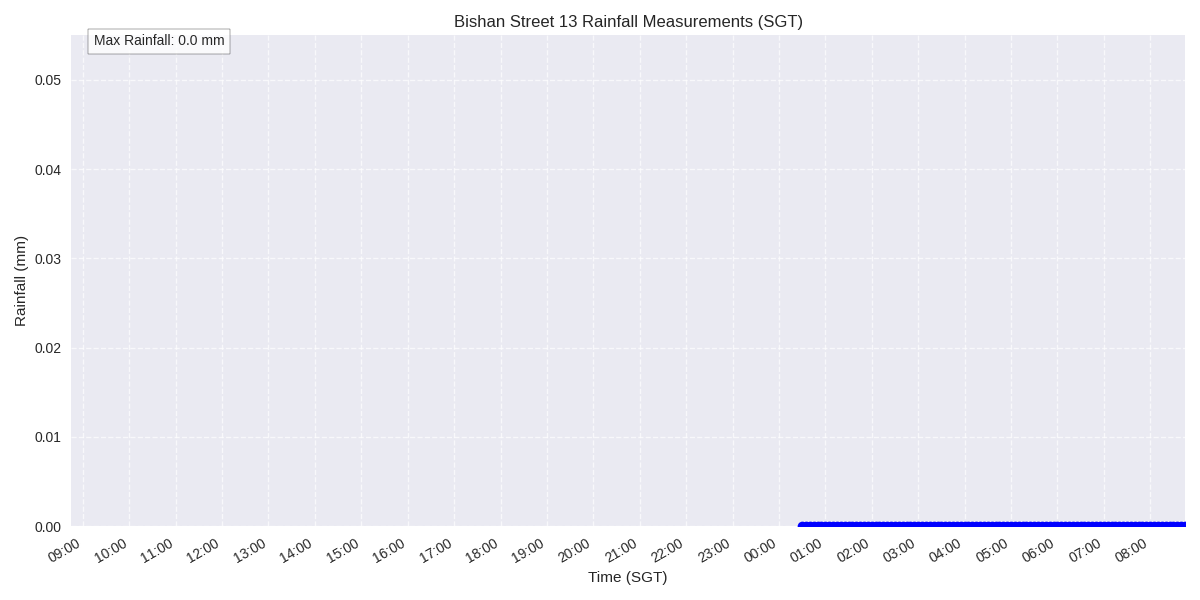 Bishan Street 13 Rainfall Measurements (SGT)
Max Rainfall: 0.0 mm
0.05
0.04
0.03
0.02
0.01
0.00
Rainfall (mm)
09:00 10:00 11:00 12:00 13:00 14:00 15:00 16:00 17:00 18:00 19:00 20:00 21:00 22:00 23:00 00:00 01:00 02:00 03:00 04:00 05:00 06:00 07:00 08:00
Time (SGT)